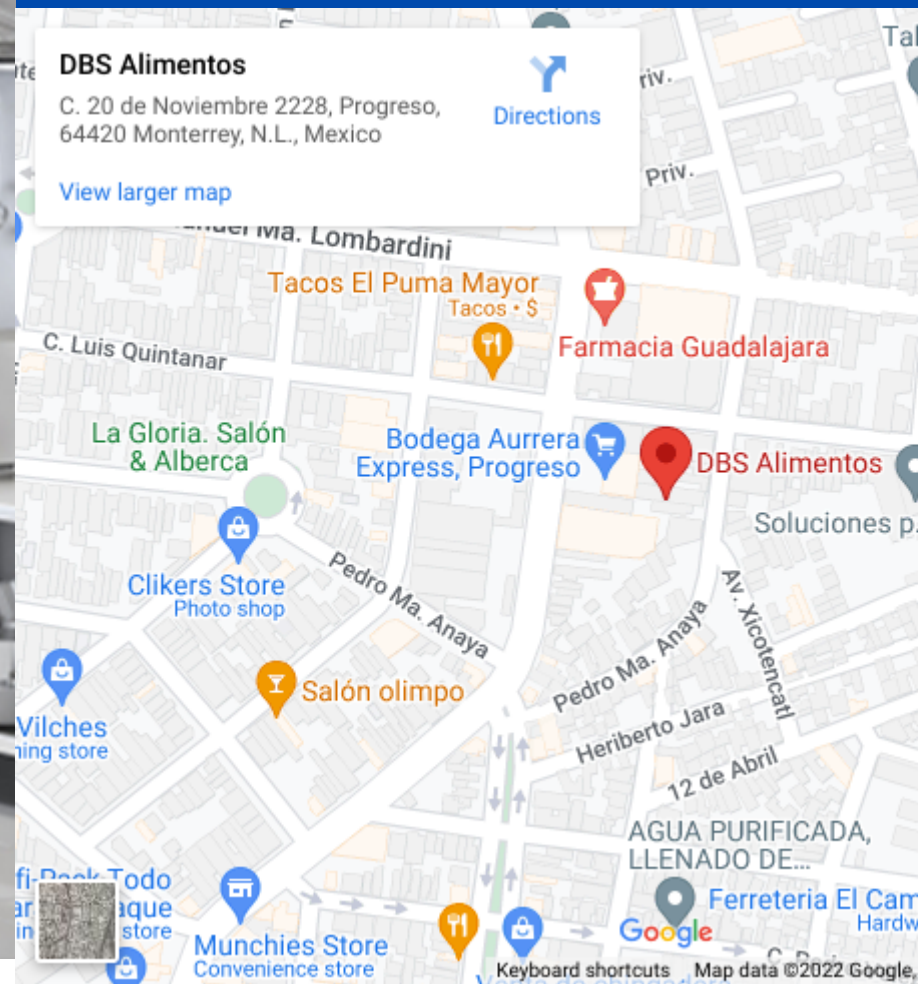 DBS Alimentos
C. 20 de Noviembre 2228, Progreso,
64420 Monterrey, N.L., Mexico
Directions
View larger map
Priv.
Ma. Lombardini
Tacos El Puma Mayor
Tacos • $
Farmacia Guadalajara
C. Luis Quintanar
La Gloria. Salón
& Alberca
Bodega Aurrera
Express, Progreso
DBS Alimentos
Soluciones p.
Clikers Store
Photo shop
Pedro Ma. Anaya
Av. Xicotencatl
Pedro Ma. Anaya
Salón olimpo
Heriberto Jara
Vilches
store
12 de Abril
AGUA PURIFICADA,
LLENADO DE...
Todo
store
Ferreteria El
Munchies Store
Convenience store
Google
Keyboard shortcuts
Map data ©2022 Google,